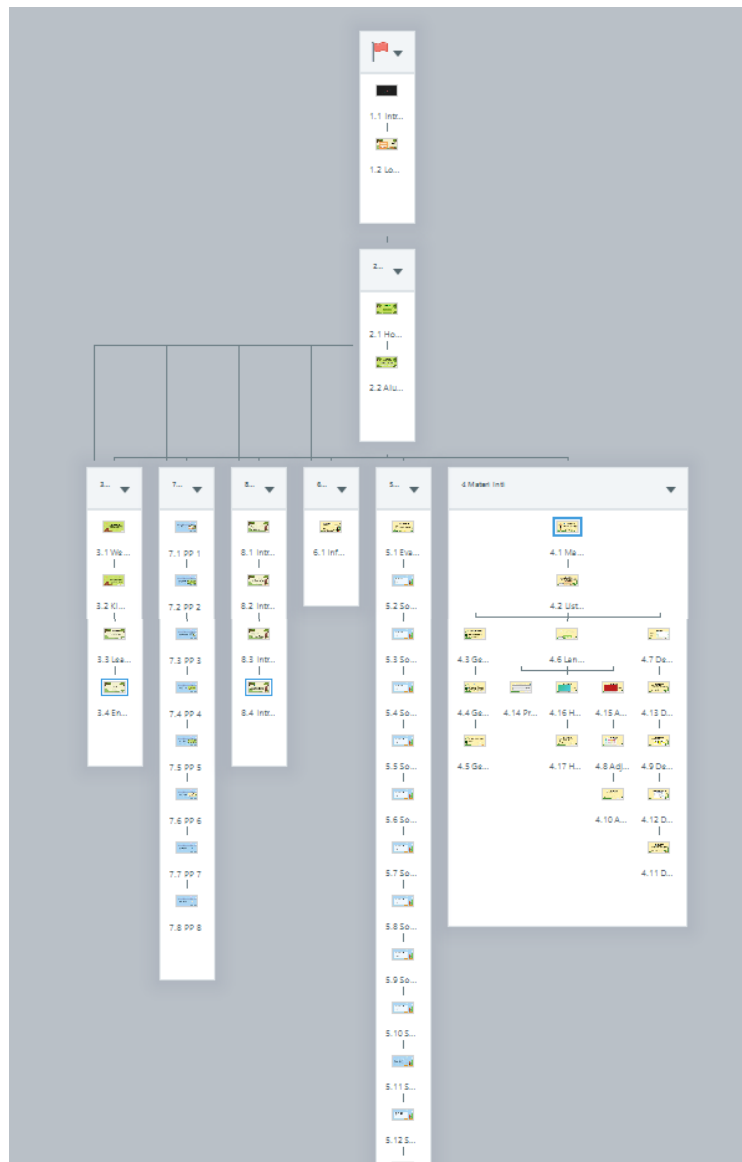 1.1 Intr...
1.2 Lo...
2...
2.1 Ho...
2.2 Alu...
3...
3.1 We...
3.2 Ki...
3.3 Lea...
3.4 En...
7...
7.1 PP 1
7.2 PP 2
7.3 PP 3
7.4 PP 4
7.5 PP 5
7.6 PP 6
7.7 PP 7
7.8 PP 8
8...
8.1 Intr...
8.2 Intr...
8.3 Intr...
8.4 Intr...
6...
6.1 Inf...
5...
5.1 Eva...
5.2 So...
5.3 So...
5.4 So...
5.5 So...
5.6 So...
5.7 So...
5.8 So...
5.9 So...
5.10 S...
5.11 S...
5.12 S...
4 Materi Inti
4.1 Ma...
4.2 List...
4.3 Ge...
4.6 Lan...
4.7 De...
4.4 Ge...
4.14 Pr...
4.16 H...
4.15 A...
4.13 D...
4.5 Ge...
4.17 H...
4.8 Adj...
4.9 De...
4.10 A...
4.12 D...
4.11 D...